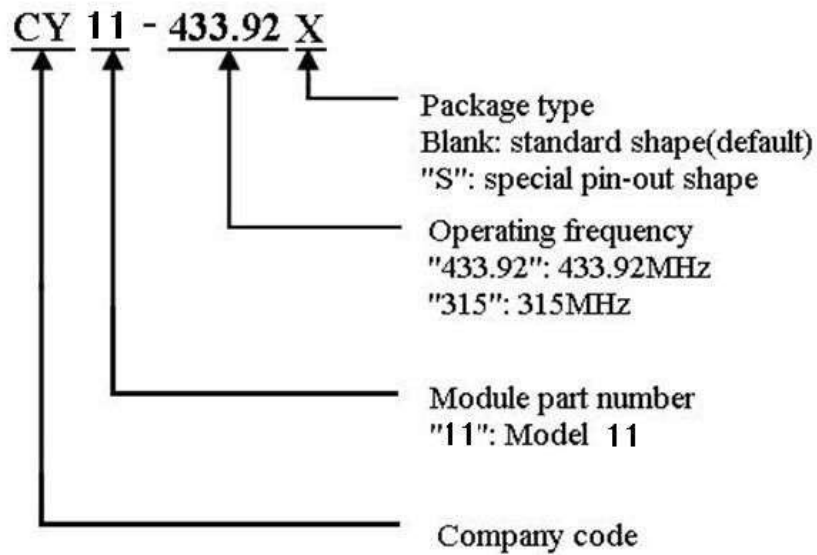 CY 11 - 433.92 X
Package type
Blank: standard shape(default)
"S": special pin-out shape
Operating frequency
"433.92": 433.92MHz
"315": 315MHz
Module part number
"11": Model 11
Company code